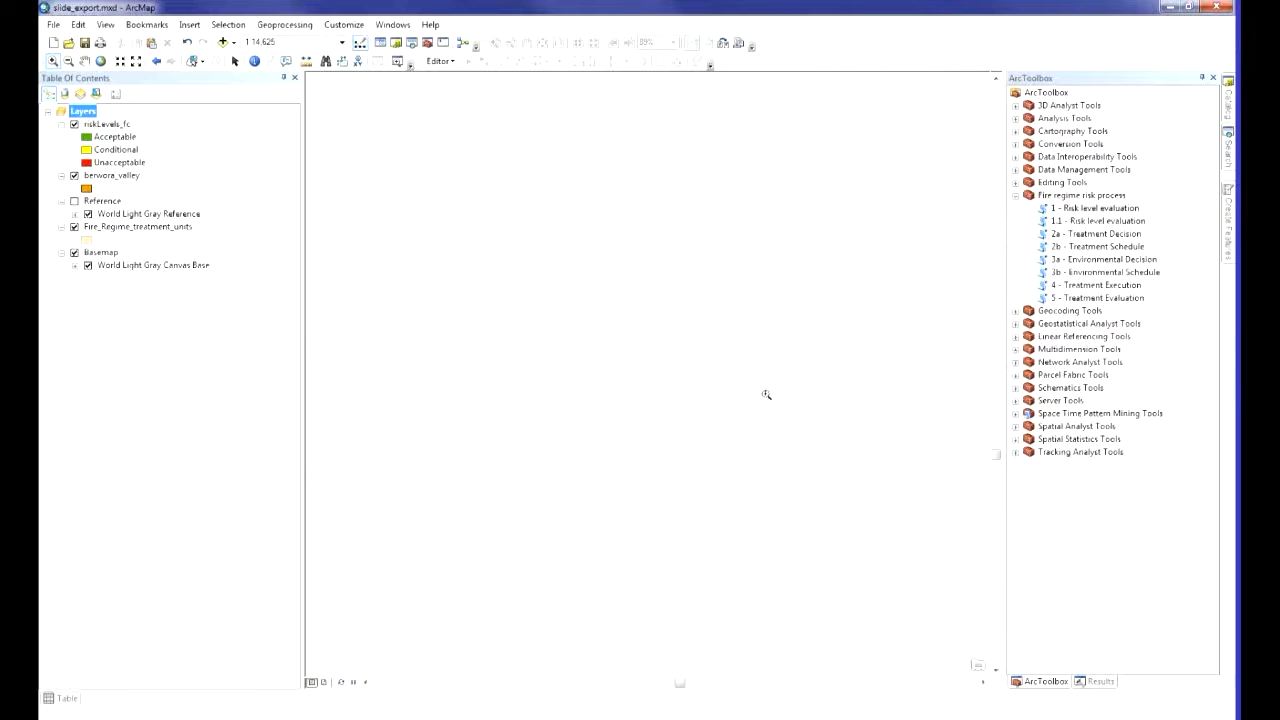 slide_export.mxd - ArcMap
File Edit View Bookmarks Insert Selection Geoprocessing Customize Windows Help
1:14,625
89%
Editor
Table Of Contents
Layers
riskLevels_fc
Acceptable
Conditional
Unacceptable
berwora_valley
Reference
World Light Gray Reference
Fire_Regime_treatment_units
Basemap
World Light Gray Canvas Base
Table
ArcToolbox
ArcToolbox
3D Analyst Tools
Analysis Tools
Cartography Tools
Conversion Tools
Data Interoperability Tools
Data Management Tools
Editing Tools
Fire regime risk process
1 - Risk level evaluation
1.1 - Risk level evaluation
2a - Treatment Decision
2b - Treatment Schedule
3a - Environmental Decision
3b - Environmental Schedule
4 - Treatment Execution
5 - Treatment Evaluation
Geocoding Tools
Geostatistical Analyst Tools
Linear Referencing Tools
Multidimension Tools
Network Analyst Tools
Parcel Fabric Tools
Schematics Tools
Server Tools
Space Time Pattern Mining Tools
Spatial Analyst Tools
Spatial Statistics Tools
Tracking Analyst Tools
ArcToolbox Results
Catalog
Search
Create Features